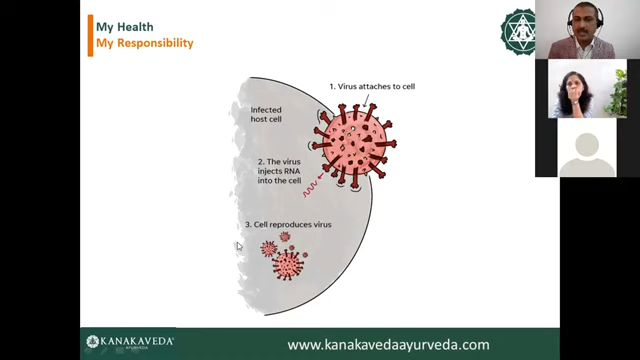 My Health
My Responsibility
1. Virus attaches to cell
Infected
host cell
2. The virus
injects RNA
into the cell
3. Cell reproduces virus
KANAKAVEDA
AYURVEDA
www.kanakavedaayurveda.com